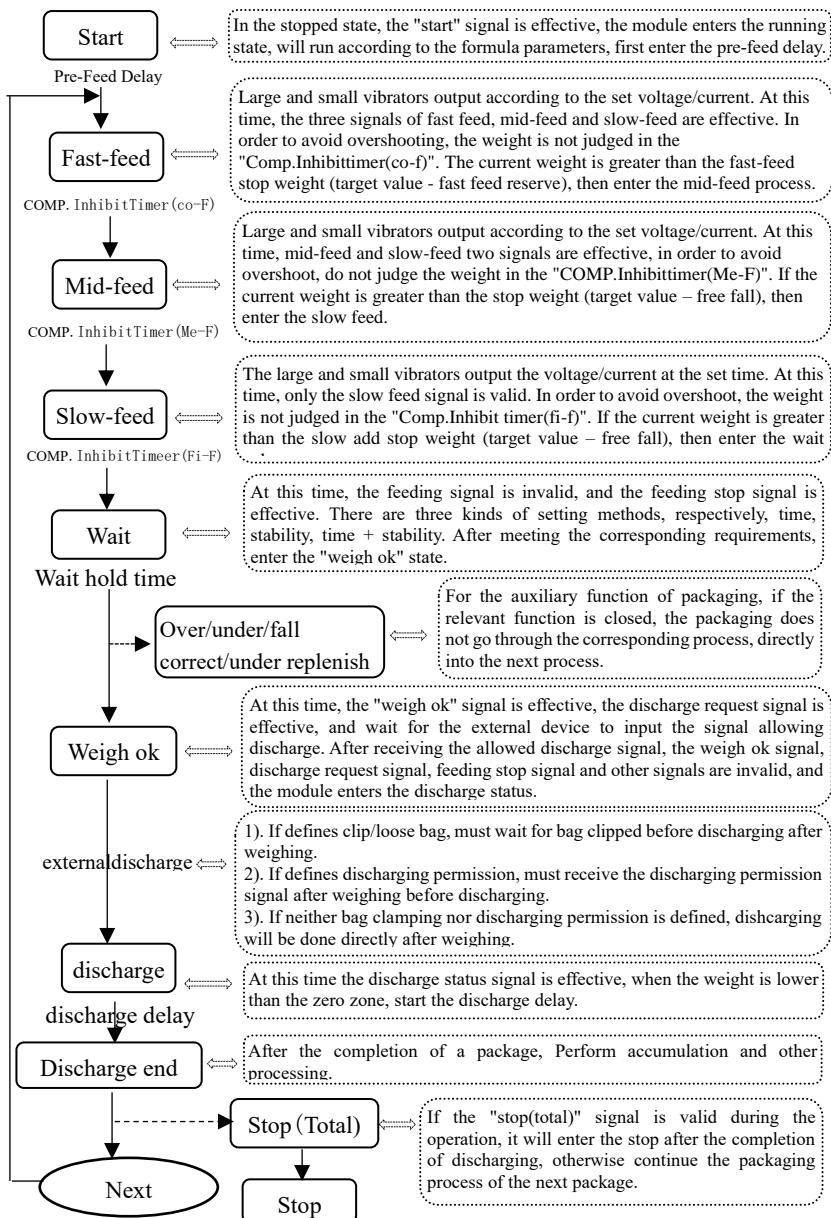 Start
In the stopped state, the "start" signal is effective, the module enters the running
state, will run according to the formula parameters, first enter the pre-feed delay.
Pre-Feed Delay
Large and small vibrators output according to the set voltage/current. At this
time, the three signals of fast feed, mid-feed and slow-feed are effective. In
order to avoid overshooting, the weight is not judged in the
"Comp.Inhibittimer(co-f)". The current weight is greater than the fast-feed
stop weight (target value - fast feed reserve), then enter the mid-feed process.
Fast-feed
COMP. InhibitTimer(co-F)
Large and small vibrators output according to the set voltage/current. At this
time, mid-feed and slow-feed two signals are effective, in order to avoid
overshoot, do not judge the weight in the "COMP.Inhibittimer(Me-F)". If the
current weight is greater than the stop weight (target value – free fall), then
enter the slow feed.
Mid-feed
COMP. InhibitTimer(Me-F)
The large and small vibrators output the voltage/current at the set time. At this
time, only the slow feed signal is valid. In order to avoid overshoot, the weight
is not judged in the "Comp.Inhibit timer(fi-f)". If the current weight is greater
than the slow add stop weight (target value – free fall), then enter the wait
Slow-feed
COMP. InhibitTimeer(Fi-F)
At this time, the feeding signal is invalid, and the feeding stop signal is
effective. There are three kinds of setting methods, respectively, time,
stability, time + stability. After meeting the corresponding requirements,
enter the "weigh ok" state.
Wait
Wait hold time
Over/under/fall
correct/under replenish
For the auxiliary function of packaging, if the
relevant function is closed, the packaging does
not go through the corresponding process, directly
into the next process.
At this time, the "weigh ok" signal is effective, the discharge request signal is
effective, and wait for the external device to input the signal allowing
discharge. After receiving the allowed discharge signal, the weigh ok signal,
discharge request signal, feeding stop signal and other signals are invalid, and
the module enters the discharge status.
Weigh ok
externaldischarge
1). If defines clip/loose bag, must wait for bag clipped before discharging after
weighing.
2). If defines discharging permission, must receive the discharging permission
signal after weighing before discharging.
3). If neither bag clamping nor discharging permission is defined, dishcarging
will be done directly after weighing.
discharge
At this time the discharge status signal is effective, when the weight is lower
than the zero zone, start the discharge delay.
discharge delay
Discharge end
After the completion of a package, Perform accumulation and other
processing.
Stop (Total)
If the "stop(total)" signal is valid during the
operation, it will enter the stop after the completion
of discharging, otherwise continue the packaging
process of the next package.
Next
Stop